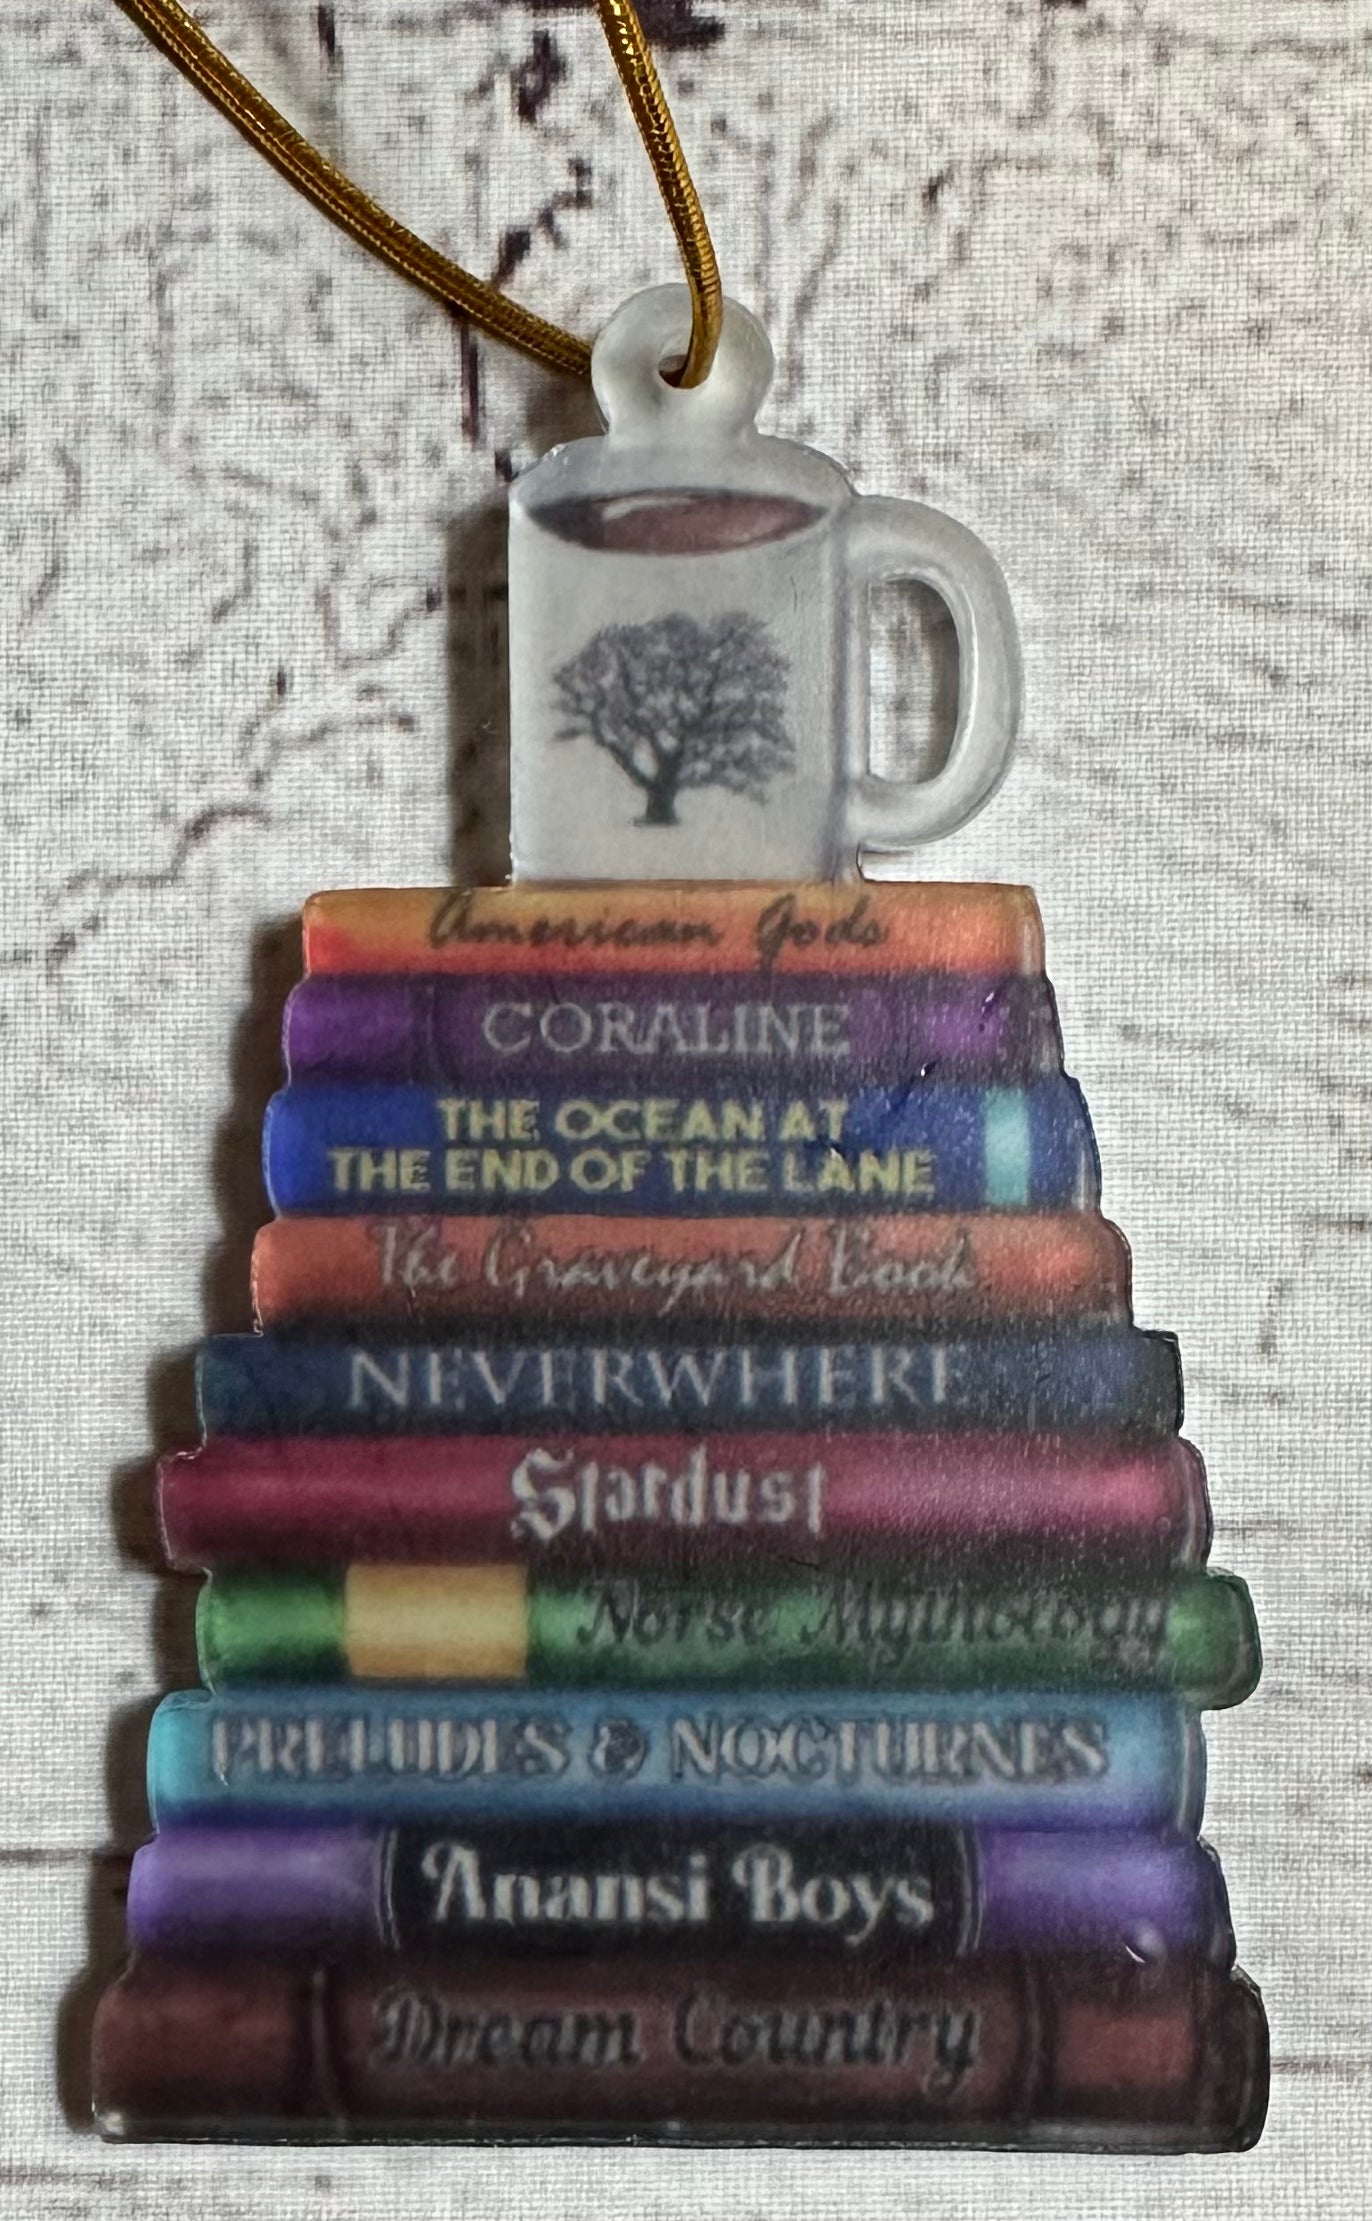 American Gods
CORALINE
THE OCEAN AT
THE END OF THE LANE
The Graveyard Book
NEVERWHERE
Stardust
Norse Mythology
PRELUDES & NOCTURNES
Anansi Boys
Dream Country